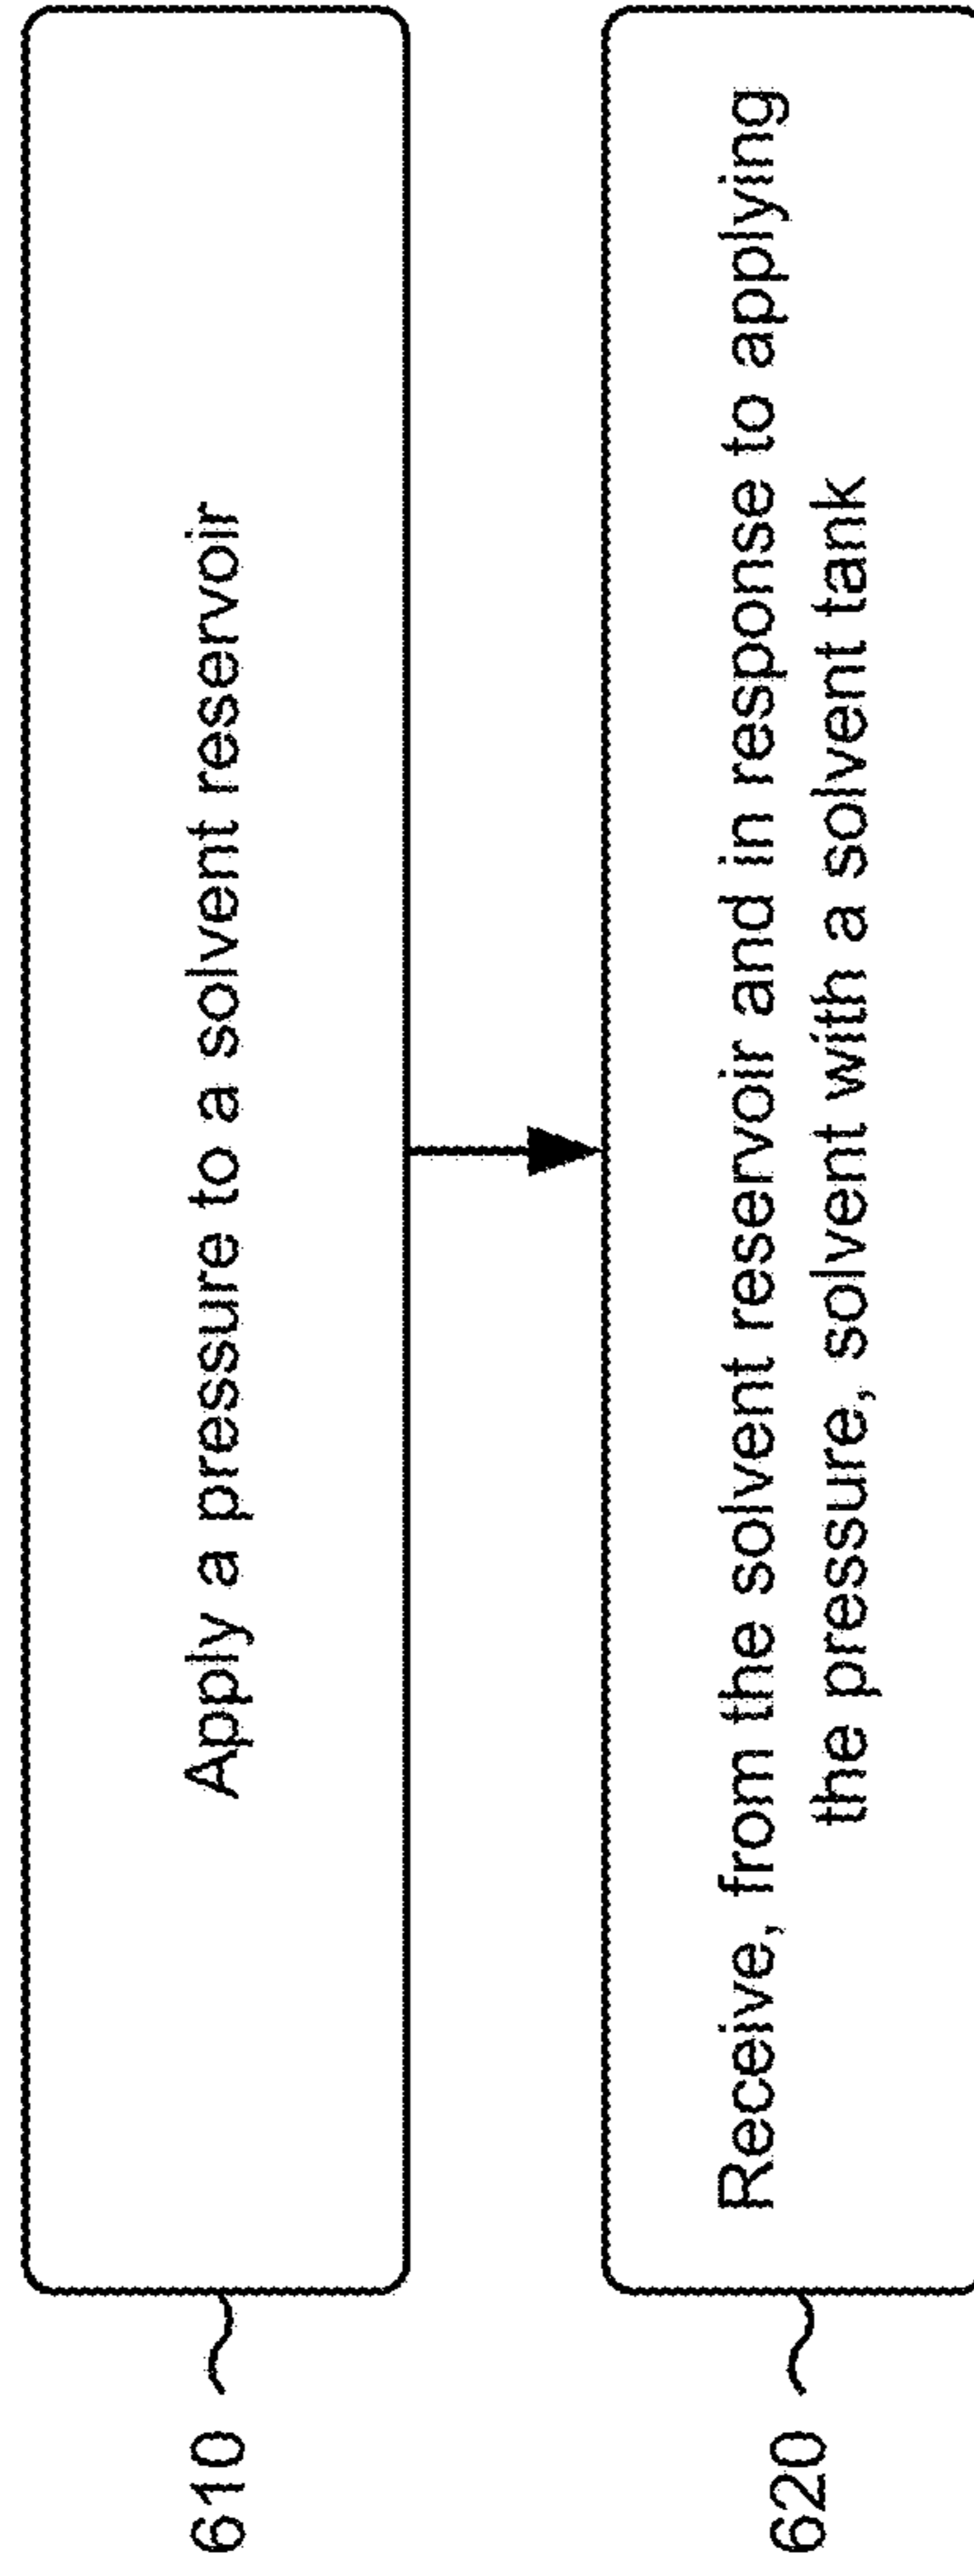 610
Apply a pressure to a solvent reservoir
620
Receive, from the solvent reservoir and in response to applying
the pressure, solvent with a solvent tank